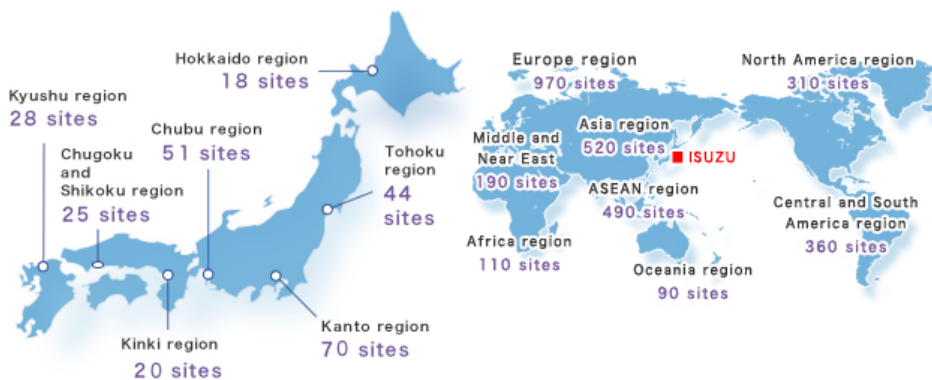 Hokkaido region
18 sites
Kyushu region
28 sites
Chubu region
51 sites
Chugoku
and
Shikoku region
25 sites
Tohoku
region
44
sites
Kanto region
70 sites
Kinki region
20 sites
Europe region
970 sites
North America region
310 sites
Middle and
Near East
190 sites
Asia region
520 sites
ISUZU
ASEAN region
490 sites
Central and South
America region
360 sites
Africa region
110 sites
Oceania region
90 sites